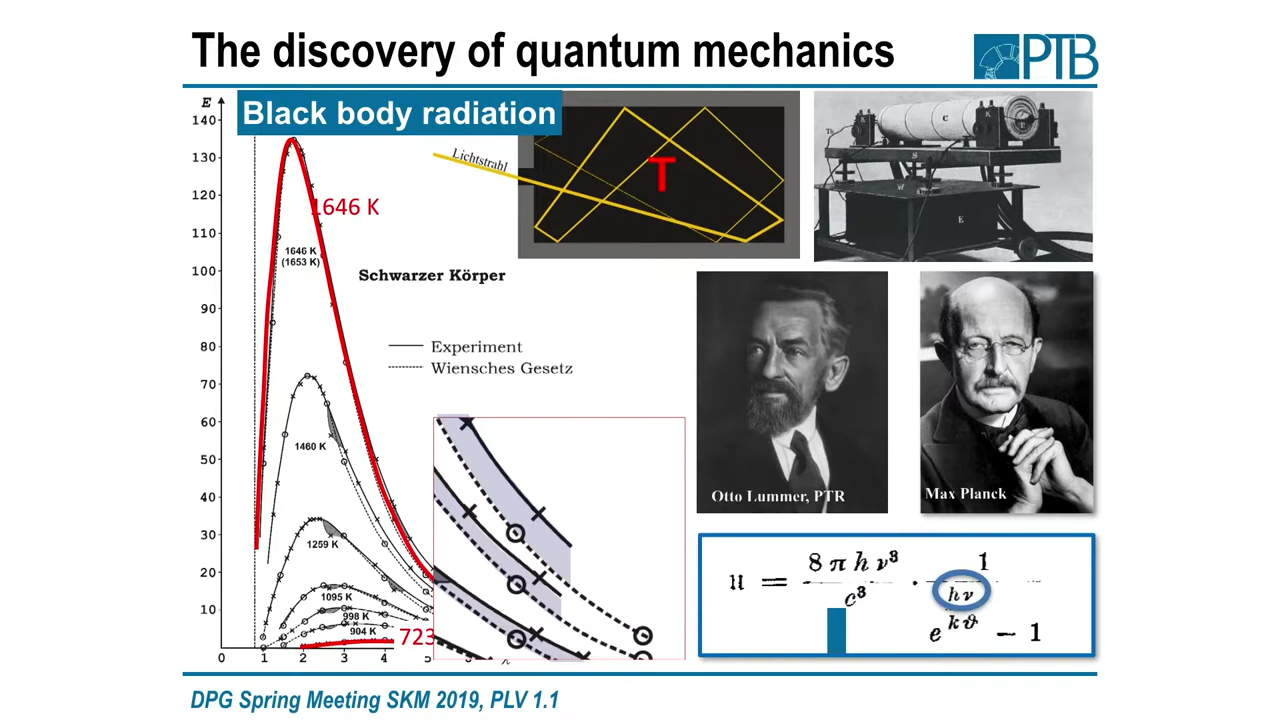 The discovery of quantum mechanics
PTB
Black body radiation
E
140
130
120
110
100
90
80
70
60
50
40
30
20
10
0
1
2
3
4
5
1646 K
1646 K
(1653 K)
1460 K
1259 K
1095 K
998 K
904 K
723
Schwarzer Körper
Experiment
Wiensches Gesetz
Lichtstrahl
T
K
C
K
W
E
Otto Lummer, PTR
Max Planck
u = 8 π h ν³ / c³ · 1 / e^(hν/kϑ) − 1
DPG Spring Meeting SKM 2019, PLV 1.1